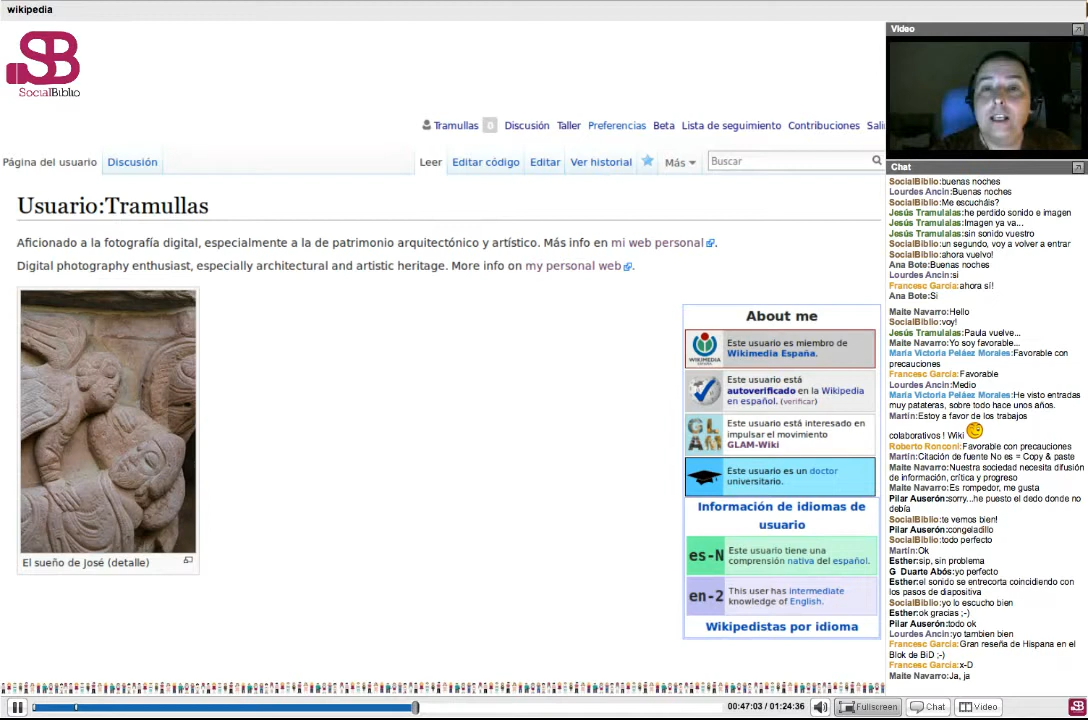 wikipedia
SB
SocialBiblio
Tramullas 0 Discusión Taller Preferencias Beta Lista de seguimiento Contribuciones Sali
Página del usuario Discusión Leer Editar código Editar Ver historial Más Buscar
Usuario:Tramullas
Aficionado a la fotografía digital, especialmente a la de patrimonio arquitectónico y artístico. Más info en mi web personal.
Digital photography enthusiast, especially architectural and artistic heritage. More info on my personal web.
El sueño de José (detalle)
About me
WIKIMEDIA
Este usuario es miembro de
Wikimedia España.
Este usuario está
autoverificado en la Wikipedia
en español. (verificar)
GLAM
Este usuario está interesado en
impulsar el movimiento
GLAM-Wiki
Este usuario es un doctor
universitario.
Información de idiomas de
usuario
es-N
Este usuario tiene una
comprensión nativa del español.
en-2
This user has intermediate
knowledge of English.
Wikipedistas por idioma
Video
Chat
SocialBiblio:buenas noches
Lourdes Ancin:Buenas noches
SocialBiblio:Me escucháis?
Jesús Tramulalas:he perdido sonido e imagen
Jesús Tramulalas:Imagen ya va...
Jesús Tramulalas:sin sonido vuestro
SocialBiblio:un segundo, voy a volver a entrar
SocialBiblio:ahora vuelvo!
Ana Bote:Buenas noches
Lourdes Ancin:si
Francesc García:ahora sí!
Ana Bote:Si
Maite Navarro:Hello
SocialBiblio:voy!
Jesús Tramulalas:Paula vuelve...
Maite Navarro:Yo soy favorable...
María Victoria Peláez Morales:Favorable con
precauciones
Francesc García:Favorable
Lourdes Ancin:Medio
María Victoria Peláez Morales:He visto entradas
muy patateras, sobre todo hace unos años.
Martín:Estoy a favor de los trabajos
colaborativos ! Wiki
Roberto Ronconi:Favorable con precauciones
Martín:Citación de fuente No es = Copy & paste
Maite Navarro:Nuestra sociedad necesita difusión
de información, crítica y progreso
Maite Navarro:Es rompedor, me gusta
Pilar Auserón:sorry...he puesto el dedo donde no
debía
SocialBiblio:te vemos bien!
Pilar Auserón:congeladillo
SocialBiblio:todo perfecto
Martín:Ok
Esther:sip, sin problema
G Duarte Abós:yo perfecto
Esther:el sonido se entrecorta coincidiendo con
los pasos de diapositiva
SocialBiblio:yo lo escucho bien
Esther:ok gracias ;-)
Pilar Auserón:todo ok
Lourdes Ancin:yo tambien bien
Francesc García:Gran reseña de Hispana en el
Blok de BiD ;-)
Francesc García:x-D
Maite Navarro:Ja, ja
00:47:03 / 01:24:36 Fullscreen Chat Video SB